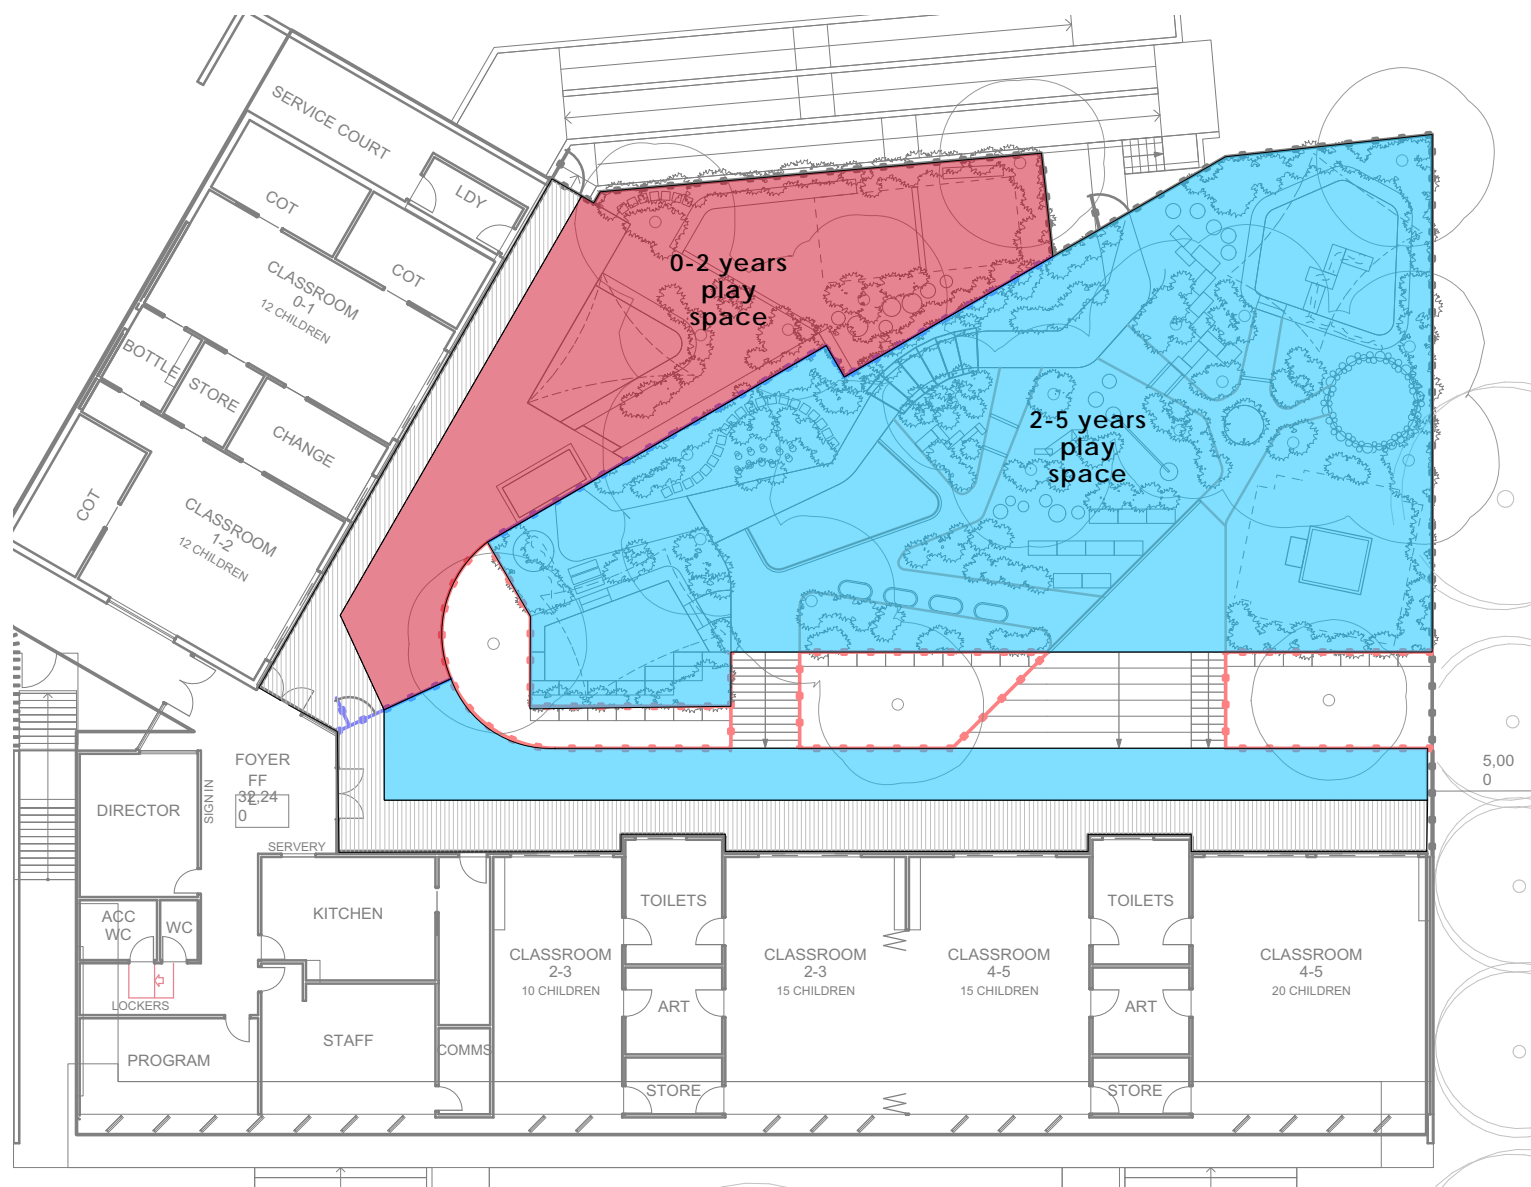 SERVICE COURT
LDY
COT
COT
CLASSROOM
0-1
12 CHILDREN
BOTTLE
STORE
CHANGE
COT
CLASSROOM
1-2
12 CHILDREN
0-2 years
play
space
2-5 years
play
space
FOYER
FF
32,24
0
SIGN IN
DIRECTOR
SERVERY
5,00
0
ACC
WC
WC
KITCHEN
LOCKERS
PROGRAM
STAFF
COMMS
CLASSROOM
2-3
10 CHILDREN
TOILETS
ART
STORE
CLASSROOM
2-3
15 CHILDREN
CLASSROOM
4-5
15 CHILDREN
TOILETS
ART
STORE
CLASSROOM
4-5
20 CHILDREN